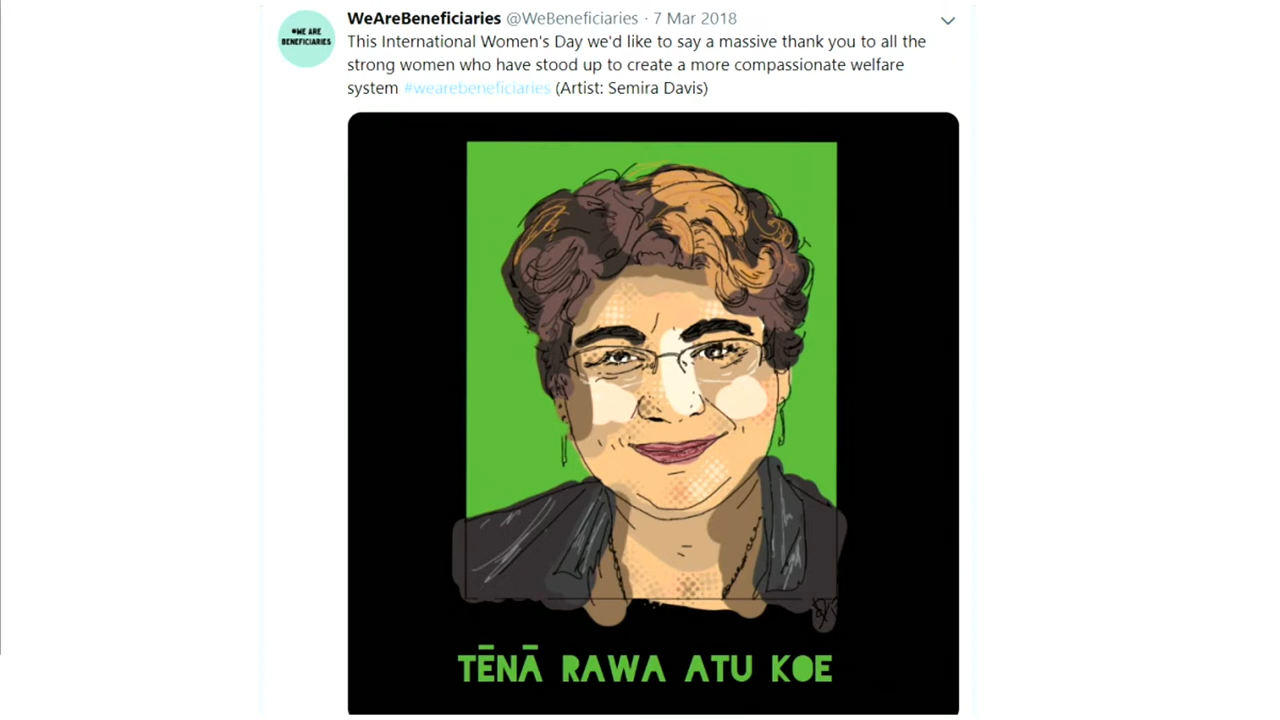 #WE ARE
BENEFICIARIES
WeAreBeneficiaries @WeBeneficiaries · 7 Mar 2018
This International Women's Day we'd like to say a massive thank you to all the
strong women who have stood up to create a more compassionate welfare
system #wearebeneficiaries (Artist: Semira Davis)
TĒNĀ RAWA ATU KOE